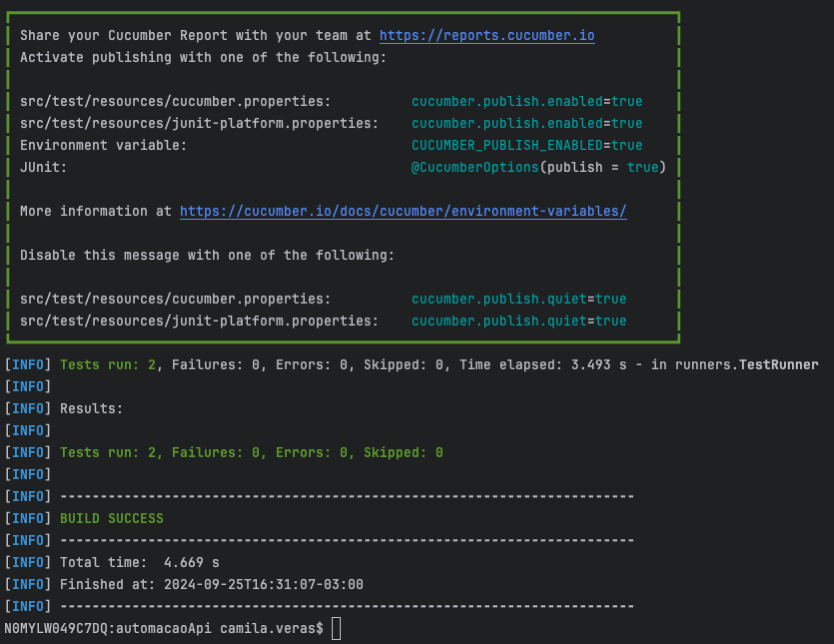 Share your Cucumber Report with your team at https://reports.cucumber.io
Activate publishing with one of the following:
src/test/resources/cucumber.properties: cucumber.publish.enabled=true
src/test/resources/junit-platform.properties: cucumber.publish.enabled=true
Environment variable: CUCUMBER_PUBLISH_ENABLED=true
JUnit: @CucumberOptions(publish = true)
More information at https://cucumber.io/docs/cucumber/environment-variables/
Disable this message with one of the following:
src/test/resources/cucumber.properties: cucumber.publish.quiet=true
src/test/resources/junit-platform.properties: cucumber.publish.quiet=true
[INFO] Tests run: 2, Failures: 0, Errors: 0, Skipped: 0, Time elapsed: 3.493 s - in runners.TestRunner
[INFO]
[INFO] Results:
[INFO]
[INFO] Tests run: 2, Failures: 0, Errors: 0, Skipped: 0
[INFO]
[INFO] ------------------------------------------------------------------------
[INFO] BUILD SUCCESS
[INFO] ------------------------------------------------------------------------
[INFO] Total time:  4.669 s
[INFO] Finished at: 2024-09-25T16:31:07-03:00
[INFO] ------------------------------------------------------------------------
N0MYLW049C7DQ:automacaoApi camila.veras$